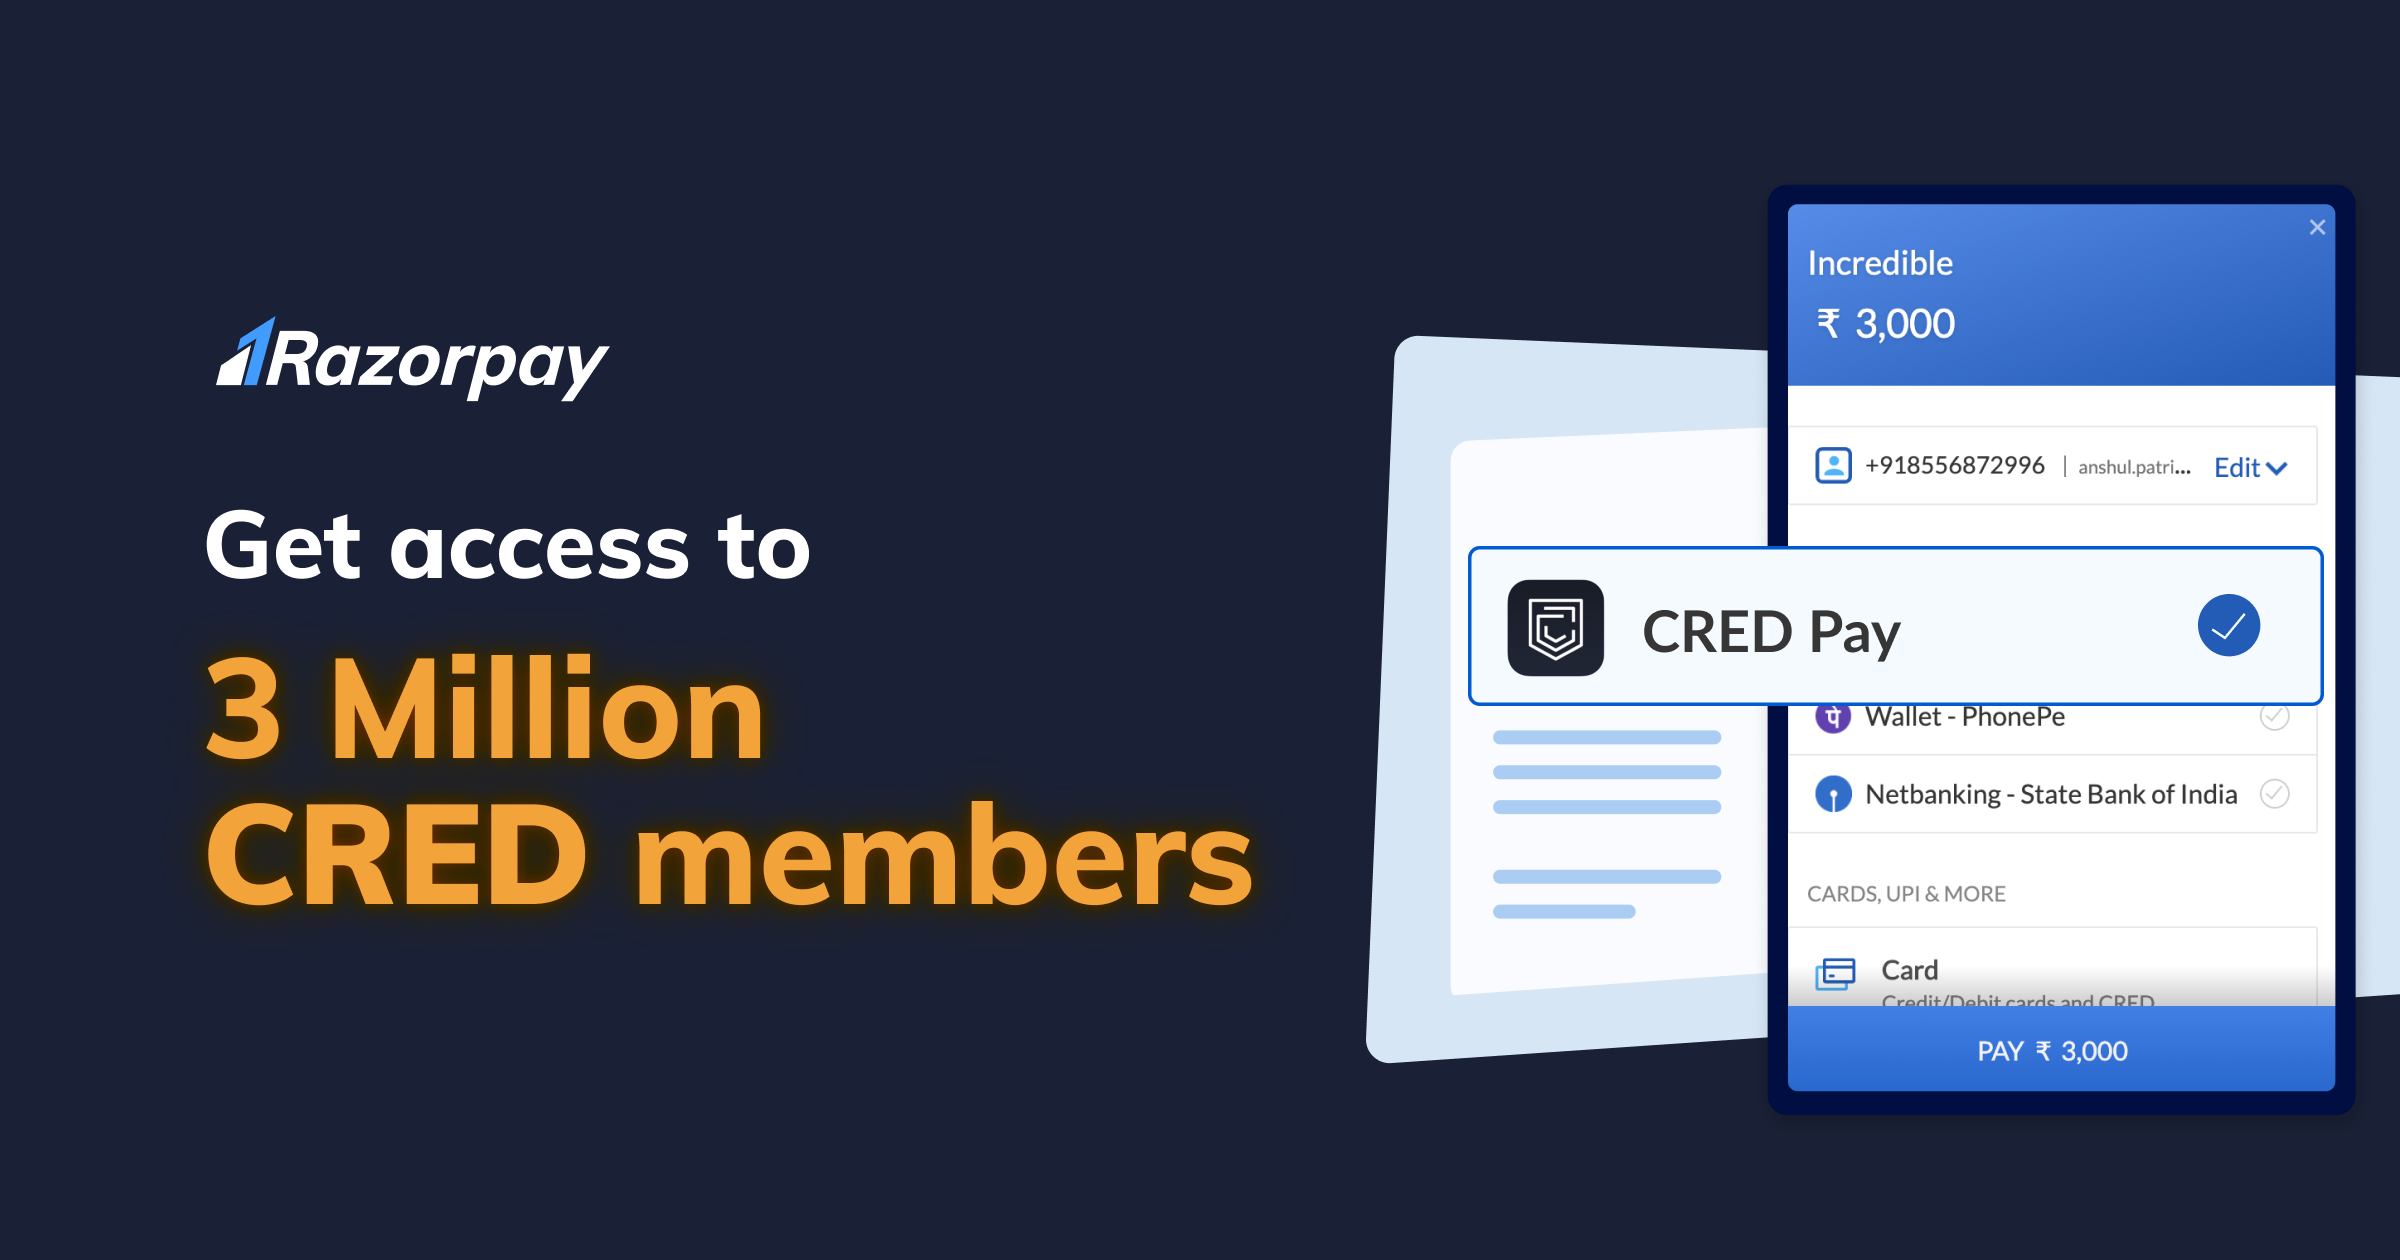 Razorpay
Get access to
3 Million
CRED members
Incredible
₹ 3,000
+918556872996 | anshul.patri... Edit
CRED Pay
पे Wallet - PhonePe
Netbanking - State Bank of India
CARDS, UPI & MORE
Card
Credit/Debit cards and CRED
PAY ₹ 3,000